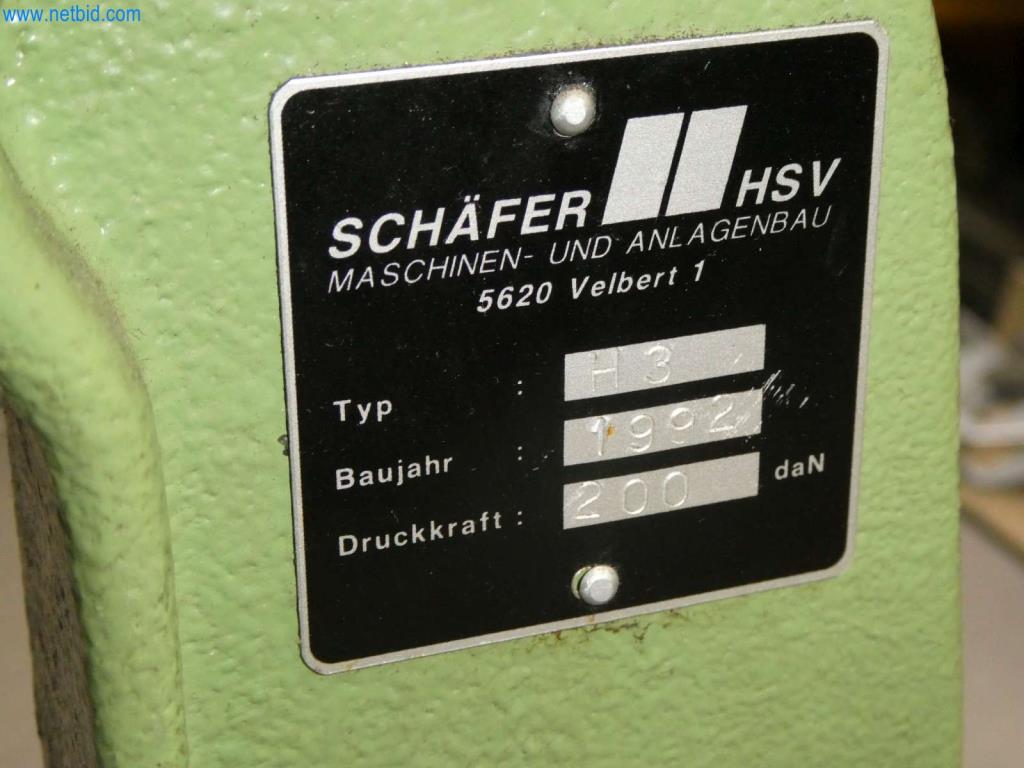 www.netbid.com
SCHÄFER HSV
MASCHINEN- UND ANLAGENBAU
5620 Velbert 1
Typ : H 3
Baujahr : 1992
Druckkraft : 200 daN